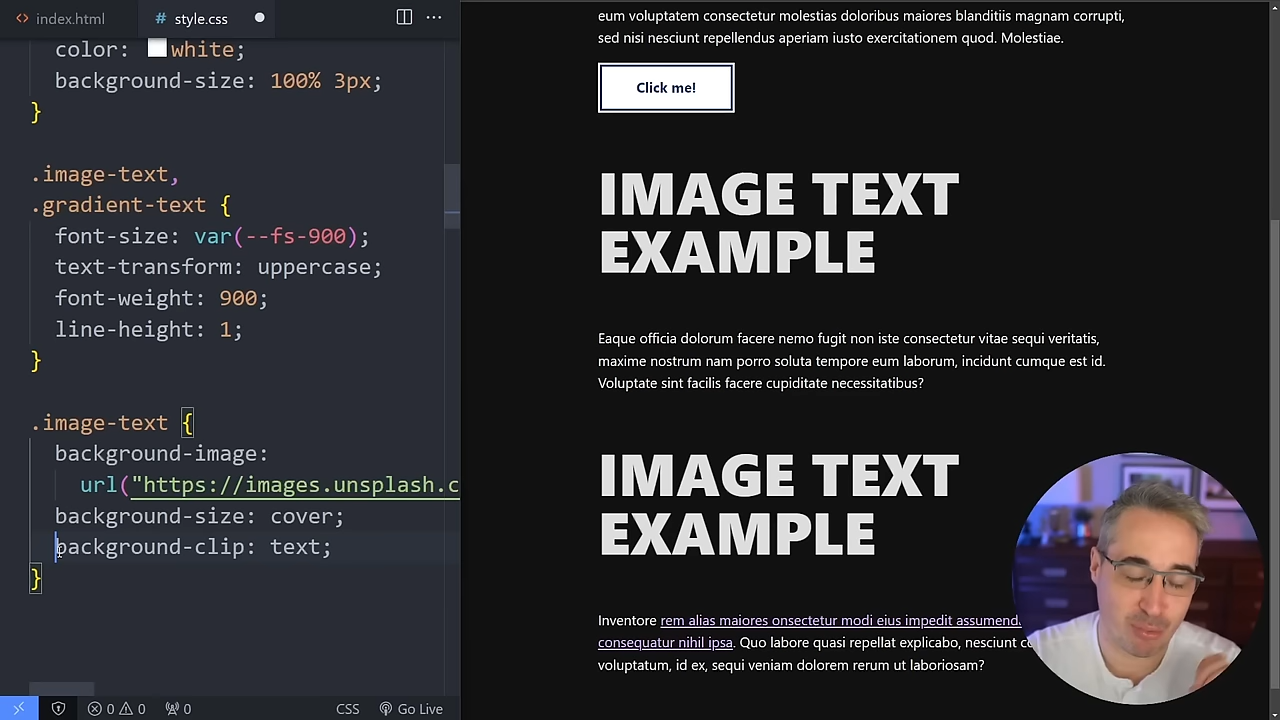 index.html
# style.css
color: white;
background-size: 100% 3px;
}
.image-text,
.gradient-text {
font-size: var(--fs-900);
text-transform: uppercase;
font-weight: 900;
line-height: 1;
}
.image-text {
background-image:
url("https://images.unsplash.c
background-size: cover;
background-clip: text;
}
0 0 0
CSS
Go Live
eum voluptatem consectetur molestias doloribus maiores blanditiis magnam corrupti,
sed nisi nesciunt repellendus aperiam iusto exercitationem quod. Molestiae.
Click me!
IMAGE TEXT
EXAMPLE
Eaque officia dolorum facere nemo fugit non iste consectetur vitae sequi veritatis,
maxime nostrum nam porro soluta tempore eum laborum, incidunt cumque est id.
Voluptate sint facilis facere cupiditate necessitatibus?
IMAGE TEXT
EXAMPLE
Inventore rem alias maiores onsectetur modi eius impedit assumend
consequatur nihil ipsa. Quo labore quasi repellat explicabo, nesciunt
voluptatum, id ex, sequi veniam dolorem rerum ut laboriosam?